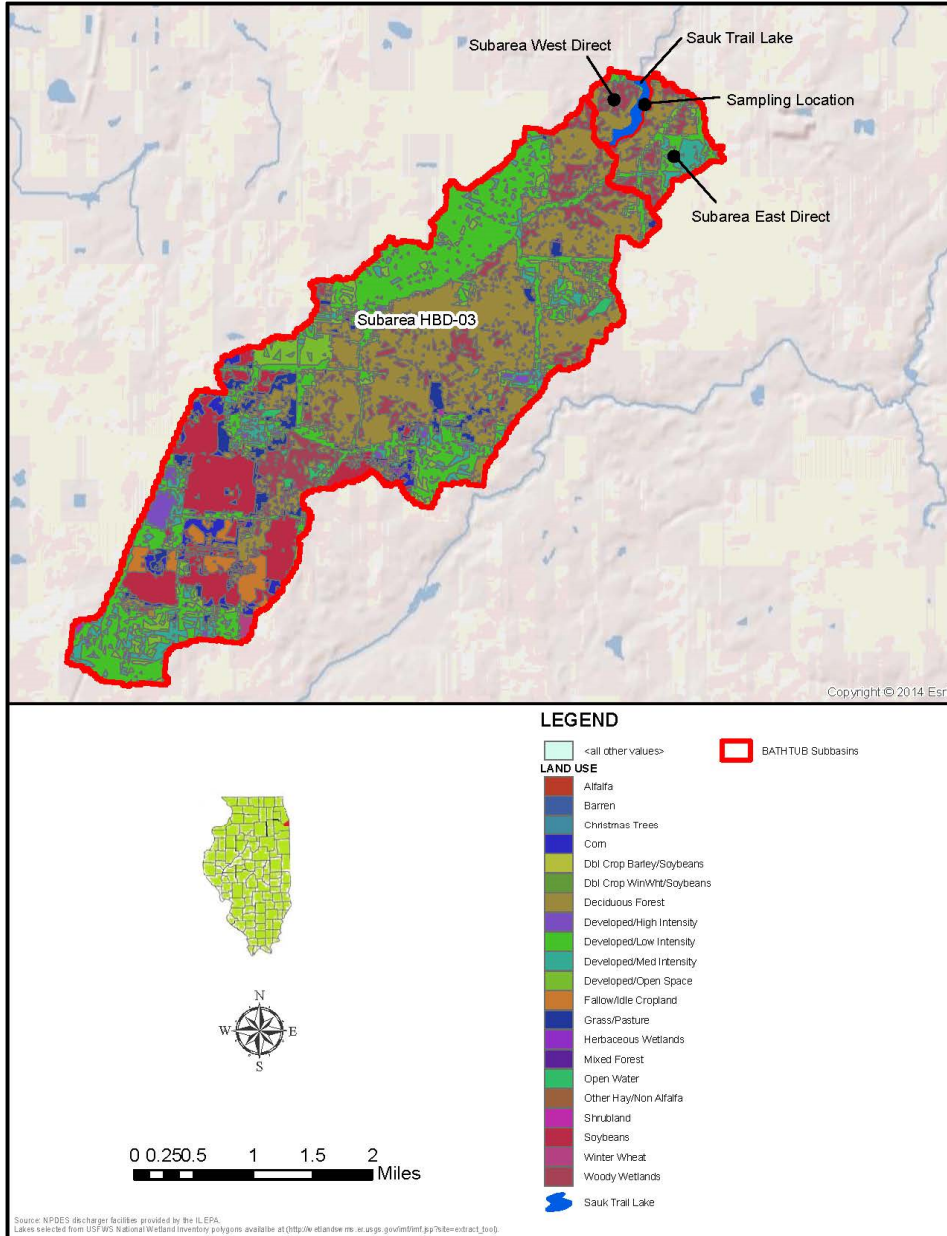 Subarea West Direct
Sauk Trail Lake
Sampling Location
Subarea East Direct
Subarea HBD-03
Copyright © 2014 Esr
LEGEND
<all other values>
BATHTUB Subbasins
LAND USE
Alfalfa
Barren
Christmas Trees
Corn
Dbl Crop Barley/Soybeans
Dbl Crop WinWht/Soybeans
Deciduous Forest
Developed/High Intensity
Developed/Low Intensity
Developed/Med Intensity
Developed/Open Space
Fallow/Idle Cropland
Grass/Pasture
Herbaceous Wetlands
Mixed Forest
Open Water
Other Hay/Non Alfalfa
Shrubland
Soybeans
Winter Wheat
Woody Wetlands
Sauk Trail Lake
N
W E
S
0 0.25 0.5 1 1.5 2
Miles
Source: NPDES discharger facilities provided by the IL EPA.
Lakes selected from USFWS National Wetland Inventory polygons available at (http://wetlandswms.er.usgs.gov/imf/imf.jsp?site=extract_tool).